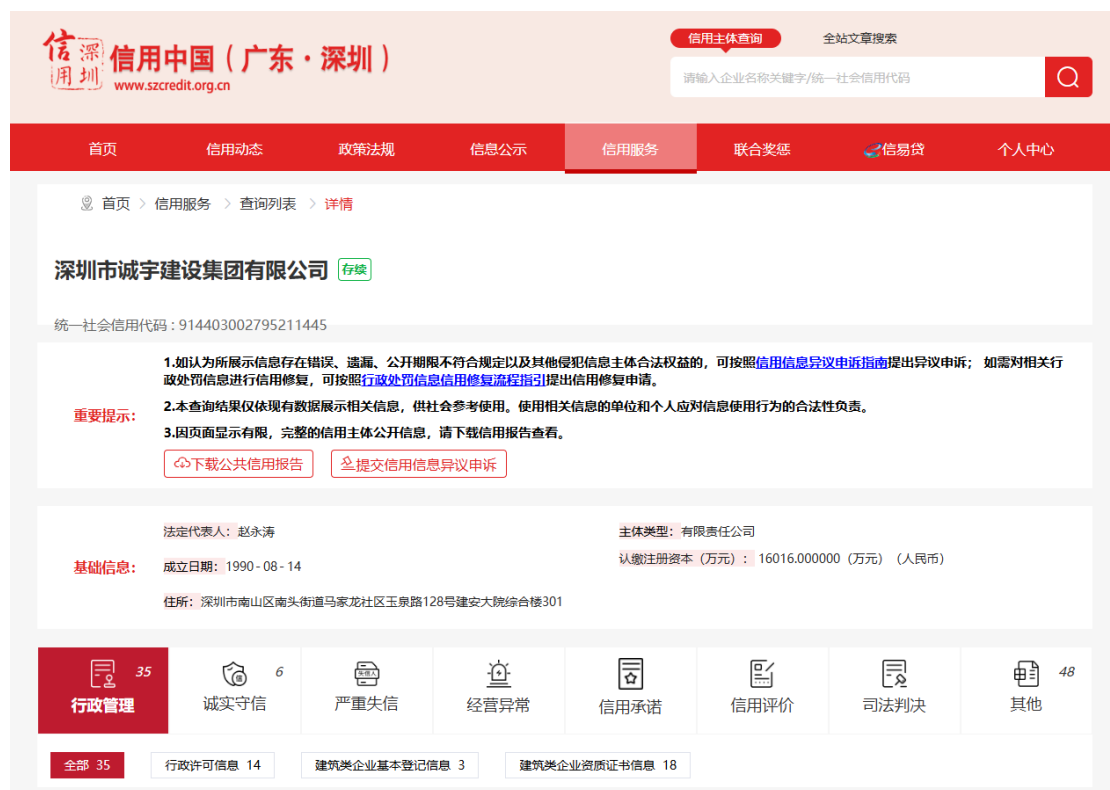 信用深圳
信用中国（广东·深圳）
www.szcredit.org.cn
信用主体查询 全站文章搜索
请输入企业名称关键字/统一社会信用代码
首页 信用动态 政策法规 信息公示 信用服务 联合奖惩 信易贷 个人中心
首页 > 信用服务 > 查询列表 > 详情
深圳市诚宇建设集团有限公司 存续
统一社会信用代码：914403002795211445
1.如认为所展示信息存在错误、遗漏、公开期限不符合规定以及其他侵犯信息主体合法权益的，可按照信用信息异议申诉指南提出异议申诉； 如需对相关行
政处罚信息进行信用修复，可按照行政处罚信息信用修复流程指引提出信用修复申请。
重要提示：
2.本查询结果仅依现有数据展示相关信息，供社会参考使用。使用相关信息的单位和个人应对信息使用行为的合法性负责。
3.因页面显示有限，完整的信用主体公开信息，请下载信用报告查看。
下载公共信用报告 提交信用信息异议申诉
法定代表人：赵永涛 主体类型：有限责任公司
基础信息：
成立日期：1990-08-14 认缴注册资本（万元）：16016.000000（万元）（人民币）
住所：深圳市南山区南头街道马家龙社区玉泉路128号建安大院综合楼301
35 6 失信人 48
行政管理 诚实守信 严重失信 经营异常 信用承诺 信用评价 司法判决 其他
全部 35 行政许可信息 14 建筑类企业基本登记信息 3 建筑类企业资质证书信息 18